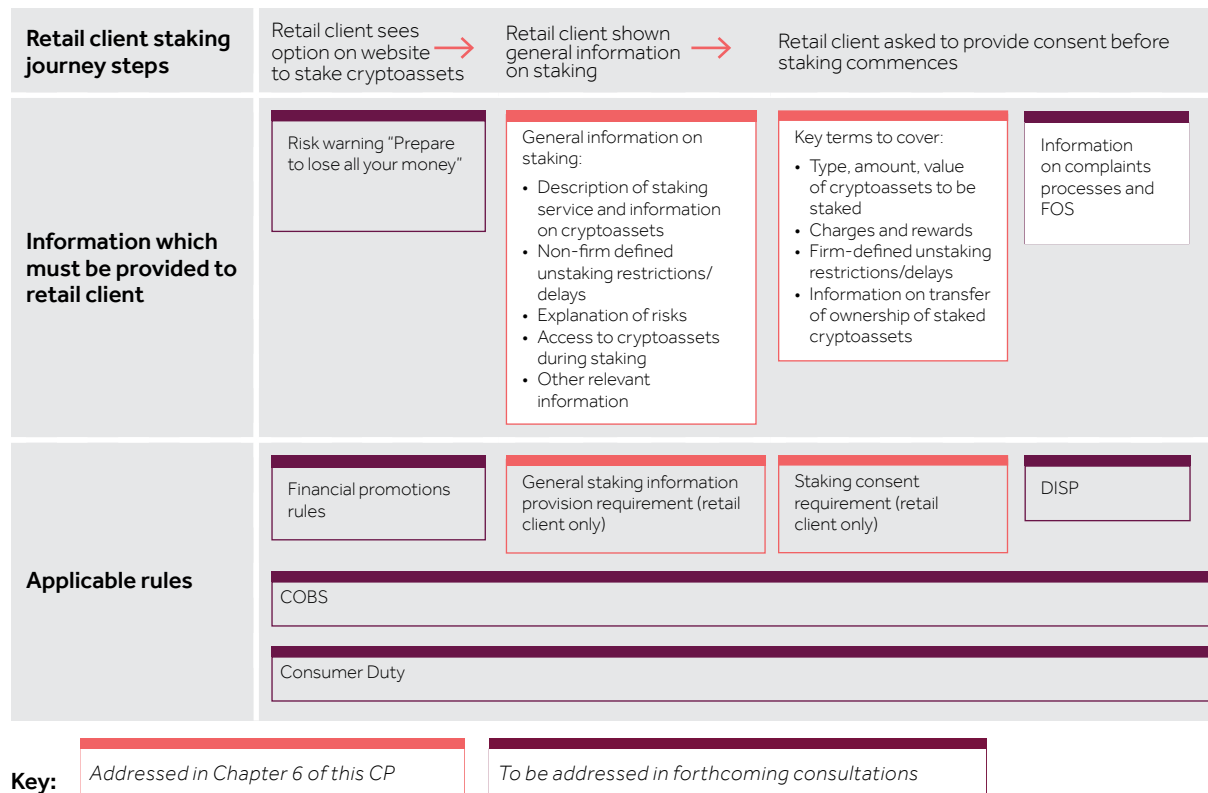 Retail client staking
journey steps
Retail client sees
option on website
to stake cryptoassets
Retail client shown
general information
on staking
Retail client asked to provide consent before
staking commences
Information which
must be provided to
retail client
Risk warning “Prepare
to lose all your money”
General information on
staking:
• Description of staking
service and information
on cryptoassets
• Non-firm defined
unstaking restrictions/
delays
• Explanation of risks
• Access to cryptoassets
during staking
• Other relevant
information
Key terms to cover:
• Type, amount, value
of cryptoassets to be
staked
• Charges and rewards
• Firm-defined unstaking
restrictions/delays
• Information on transfer
of ownership of staked
cryptoassets
Information
on complaints
processes and
FOS
Applicable rules
Financial promotions
rules
General staking information
provision requirement (retail
client only)
Staking consent
requirement (retail
client only)
DISP
COBS
Consumer Duty
Key:
Addressed in Chapter 6 of this CP
To be addressed in forthcoming consultations